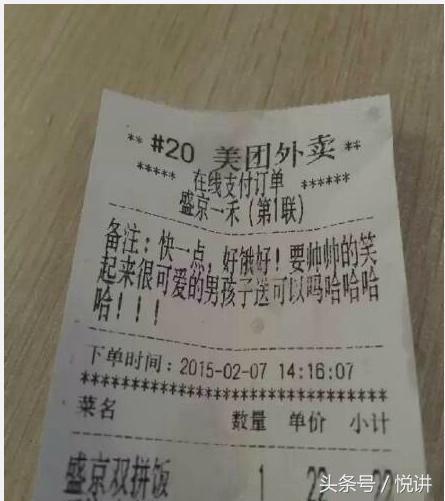 ** #20 美团外卖 **
***** 在线支付订单 ******
盛京一禾（第1联）
备注：快一点，好饿好！要帅帅的笑
起来很可爱的男孩子送可以吗哈哈哈
哈！！！
下单时间：2015-02-07 14:16:07
********************************
菜名 数量 单价 小计
盛京双拼饭 1 22 22
头条号／悦讲